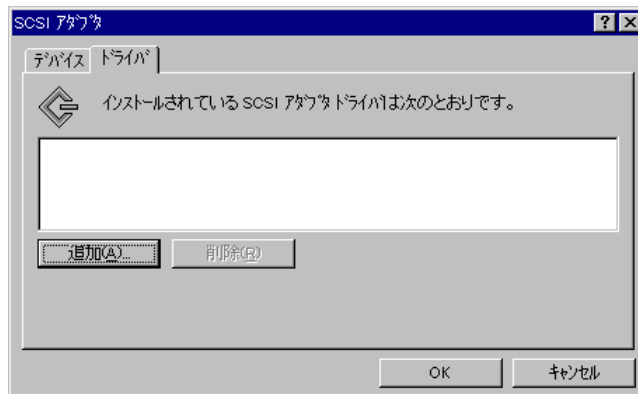 SCSI ｱﾀﾞﾌﾟﾀ
ﾃﾞﾊﾞｲｽ ﾄﾞﾗｲﾊﾞ
ｲﾝｽﾄｰﾙされている SCSI ｱﾀﾞﾌﾟﾀ ﾄﾞﾗｲﾊﾞは次のとおりです。
追加(A)... 削除(R)
OK ｷｬﾝｾﾙ